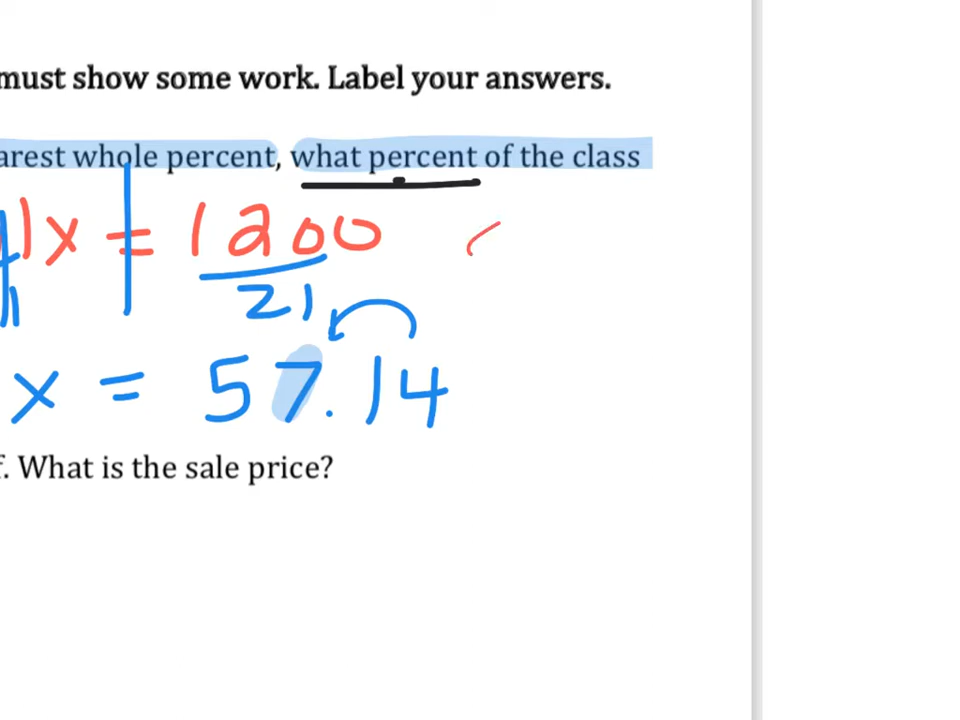 must show some work. Label your answers.
arest whole percent, what percent of the class
1x = 1200
21
x = 57.14
f. What is the sale price?